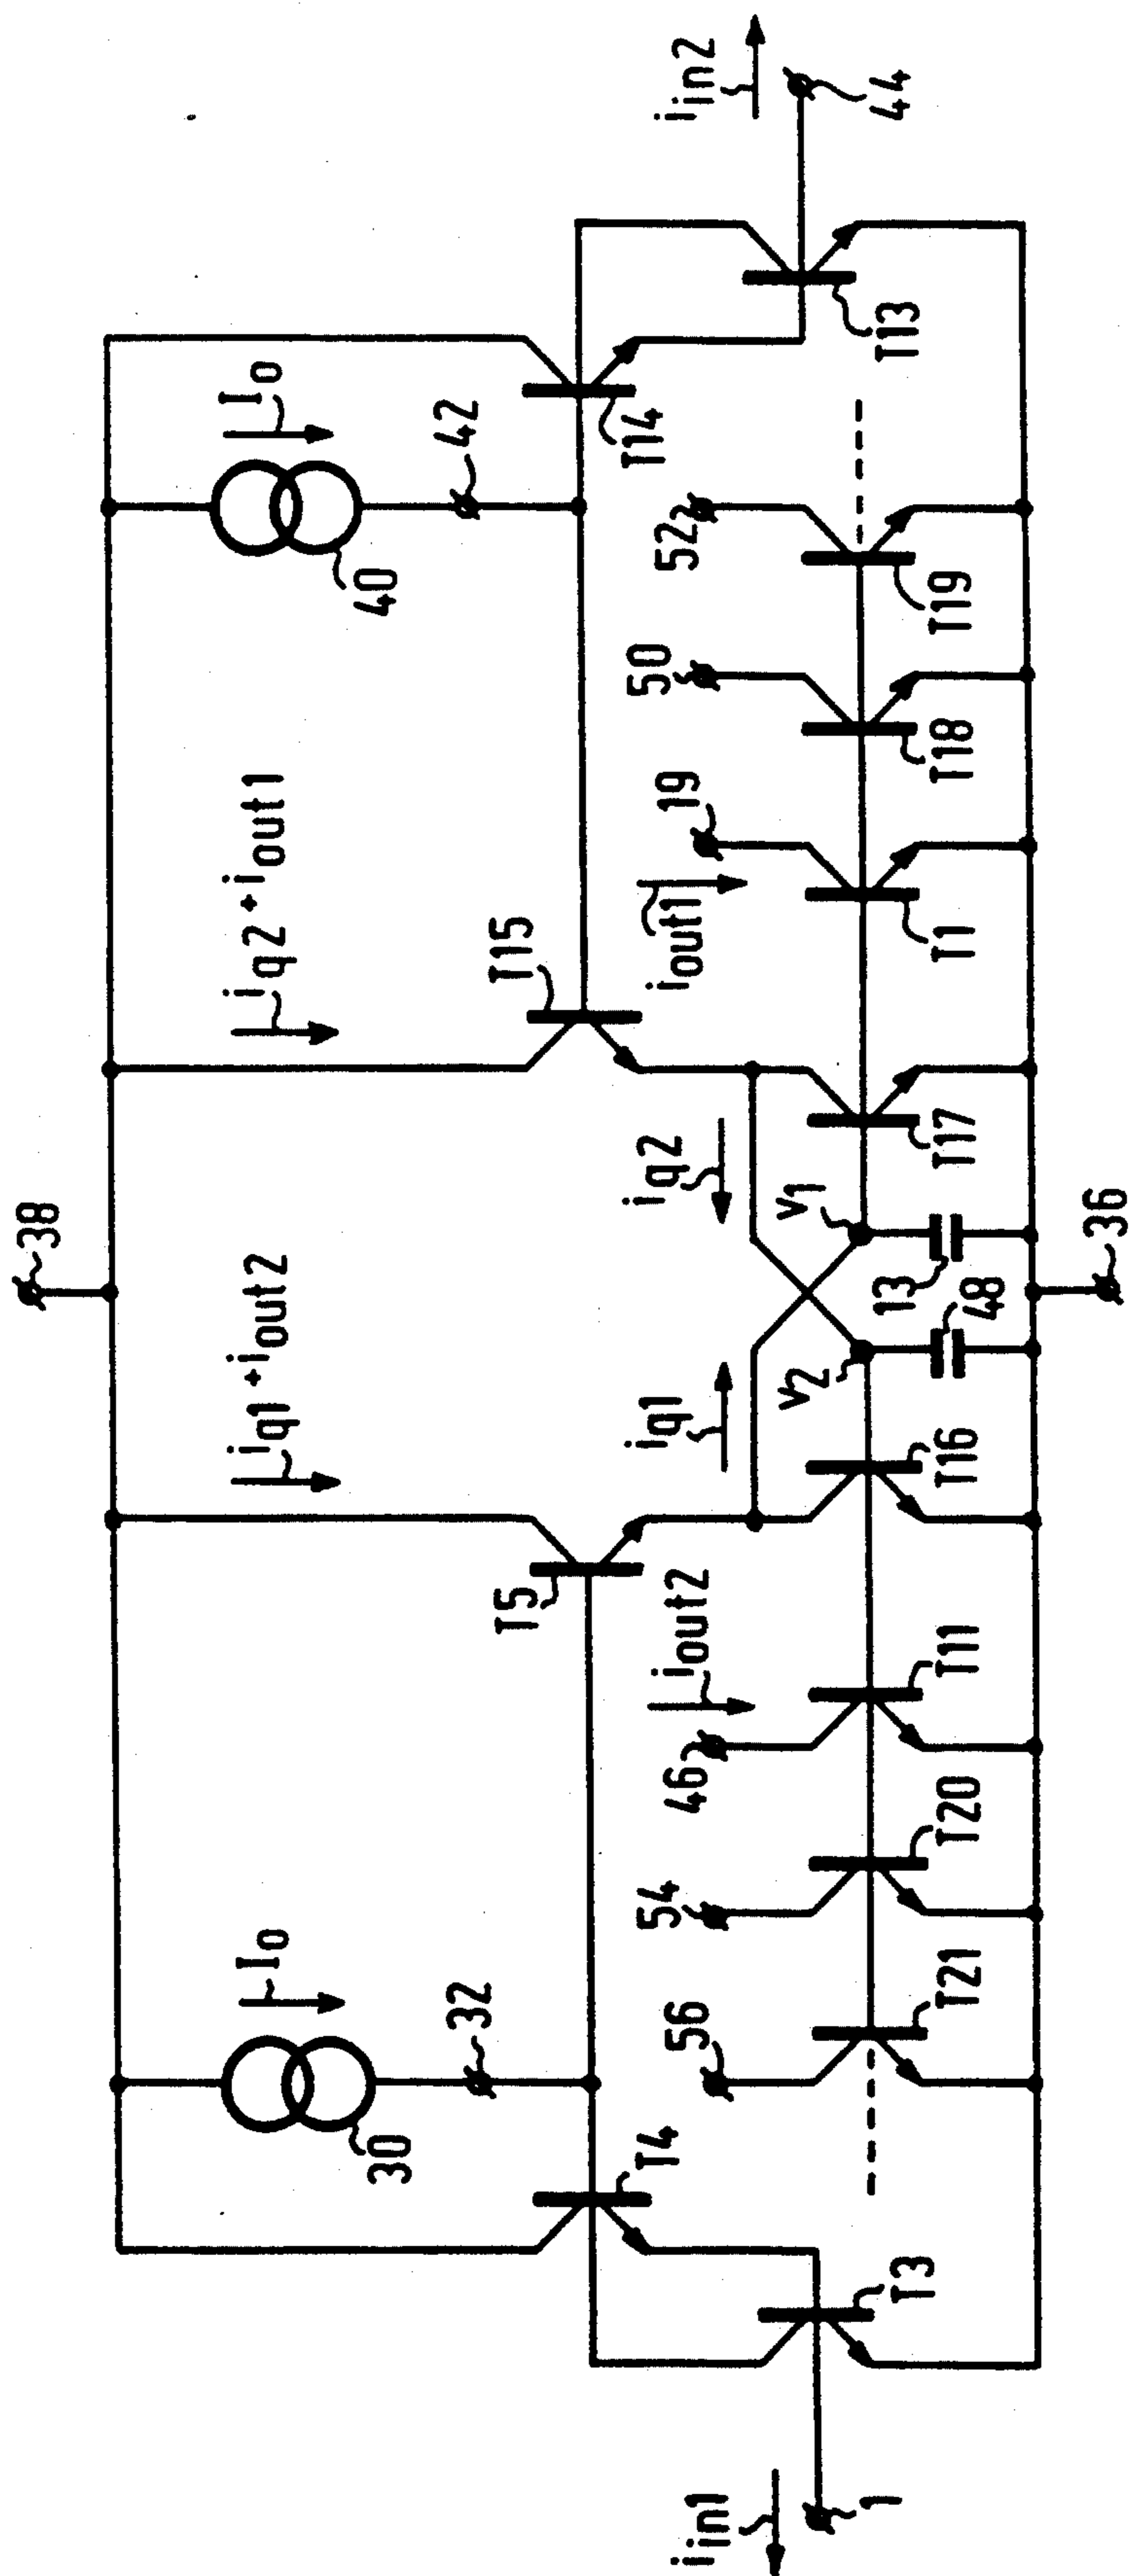 38
i_q1 + i_out2
i_q2 + i_out1
I_o
I_o
30
32
40
42
T4
T5
T15
T14
i_in1
1
T3
56
54
46
i_out2
i_q1
i_q2
i_out1
19
50
52
i_in2
44
T13
T21
T20
T11
T16
v_2
v_1
T17
T1
T18
T19
48
13
36